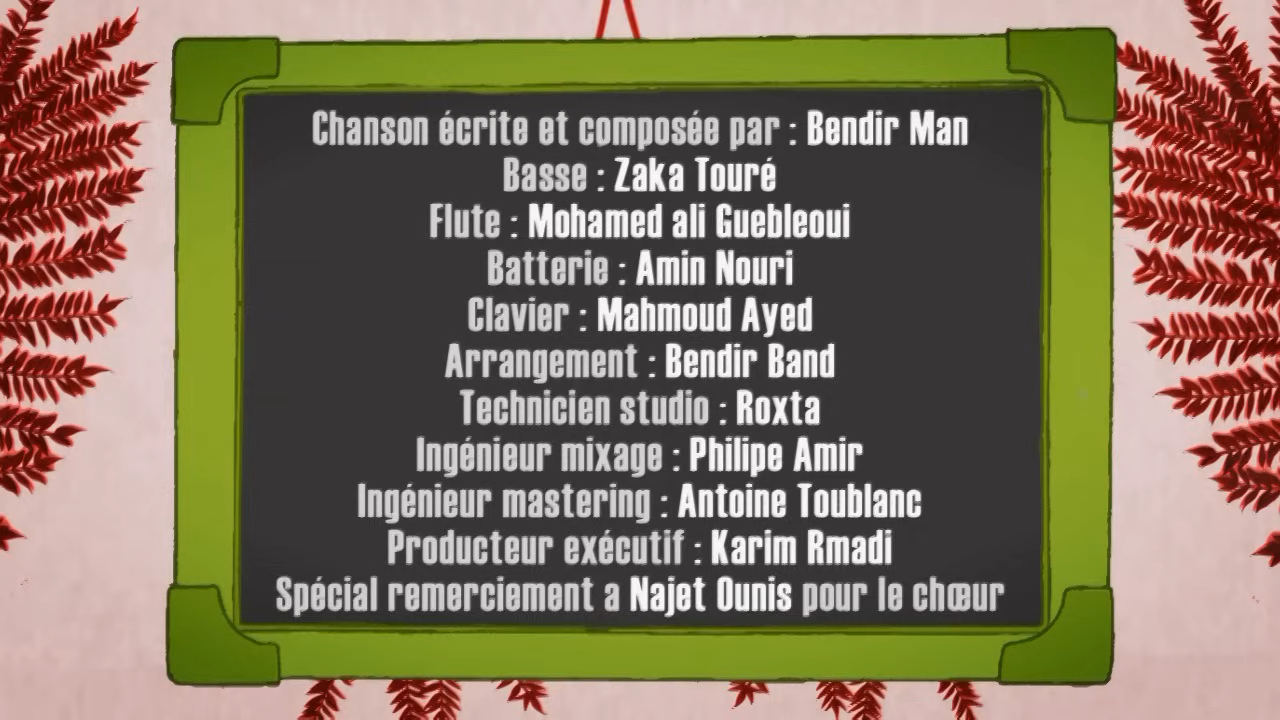 Chanson écrite et composée par : Bendir Man
Basse : Zaka Touré
Flute : Mohamed ali Guebleoui
Batterie : Amin Nouri
Clavier : Mahmoud Ayed
Arrangement : Bendir Band
Technicien studio : Roxta
Ingénieur mixage : Philipe Amir
Ingénieur mastering : Antoine Toublanc
Producteur exécutif : Karim Rmadi
Spécial remerciement a Najet Ounis pour le chœur